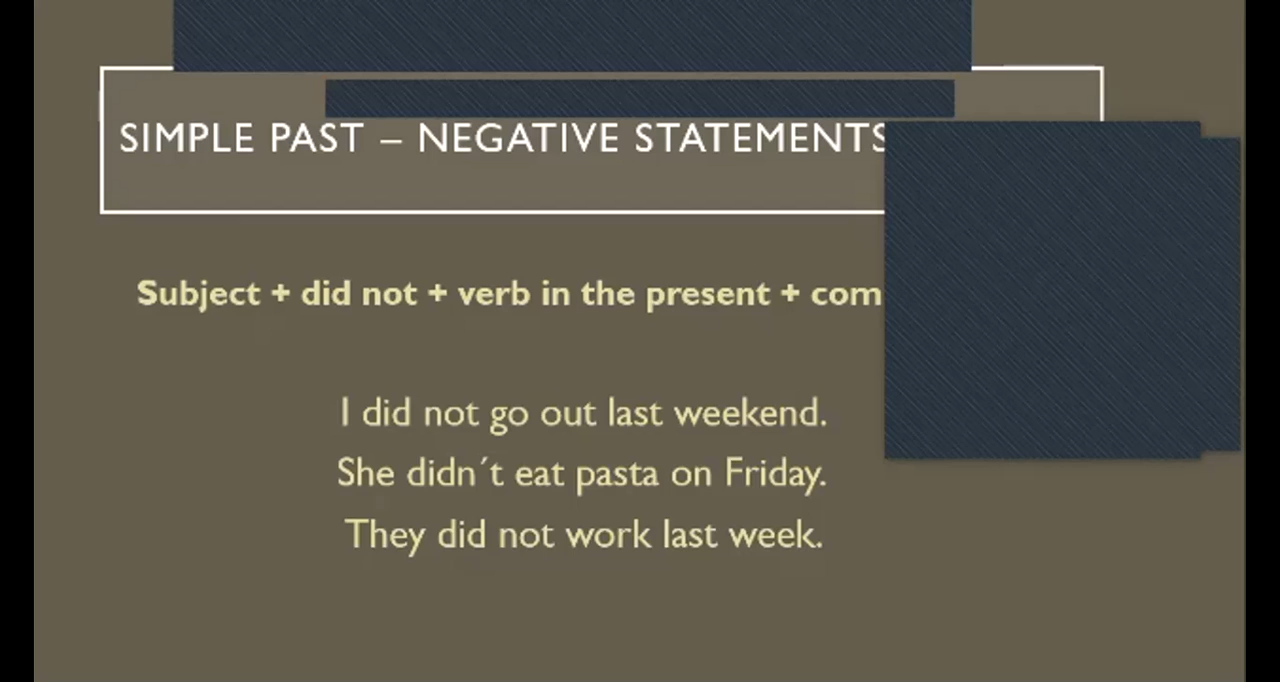 SIMPLE PAST – NEGATIVE STATEMENTS
Subject + did not + verb in the present +
I did not go out last weekend.
She didn´t eat pasta on Friday.
They did not work last week.